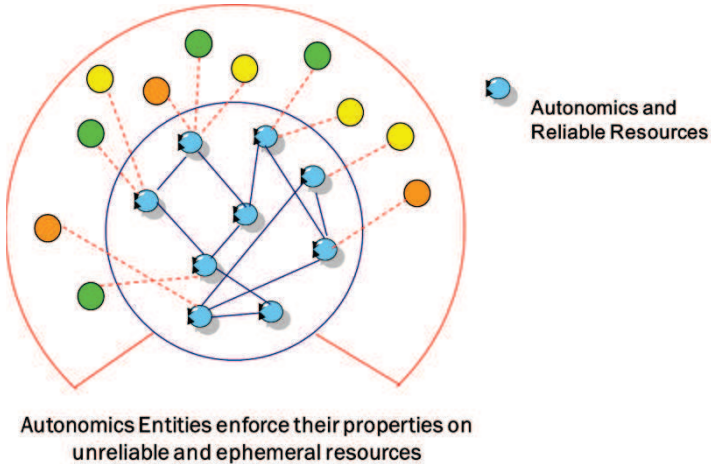 Autonomics and
Reliable Resources
Autonomics Entities enforce their properties on
unreliable and ephemeral resources